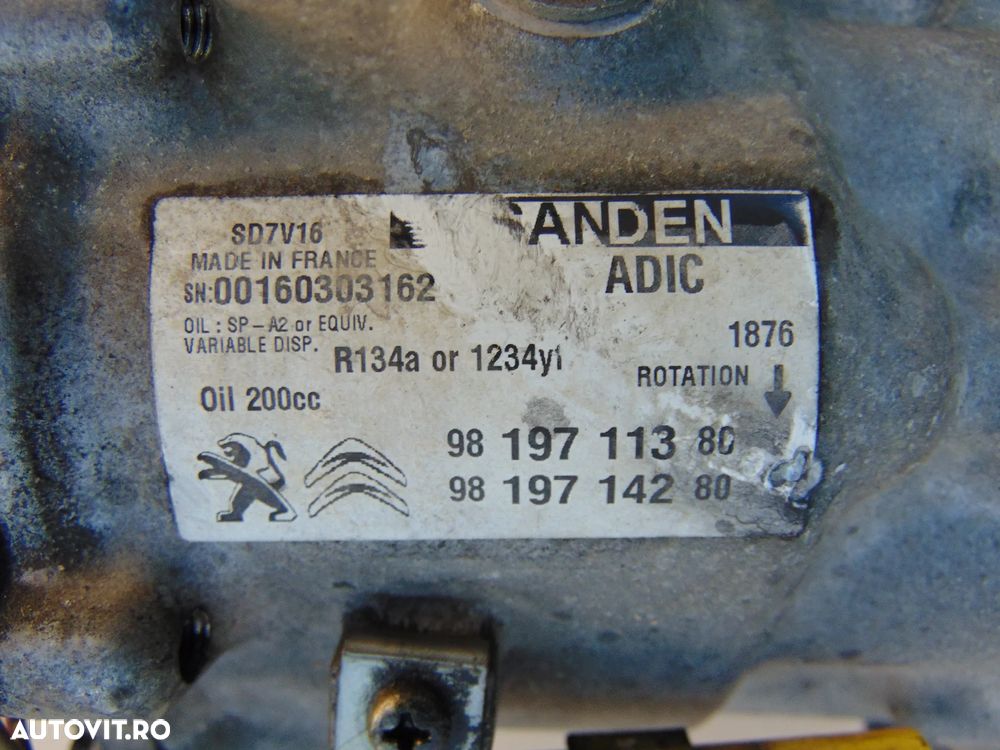 SD7V16
SANDEN
MADE IN FRANCE
ADIC
SN:00160303162
OIL : SP-A2 or EQUIV.
VARIABLE DISP.
R134a or 1234yf
1876
ROTATION
Oil 200cc
98 197 113 80
98 197 142 80
AUTOVIT.RO